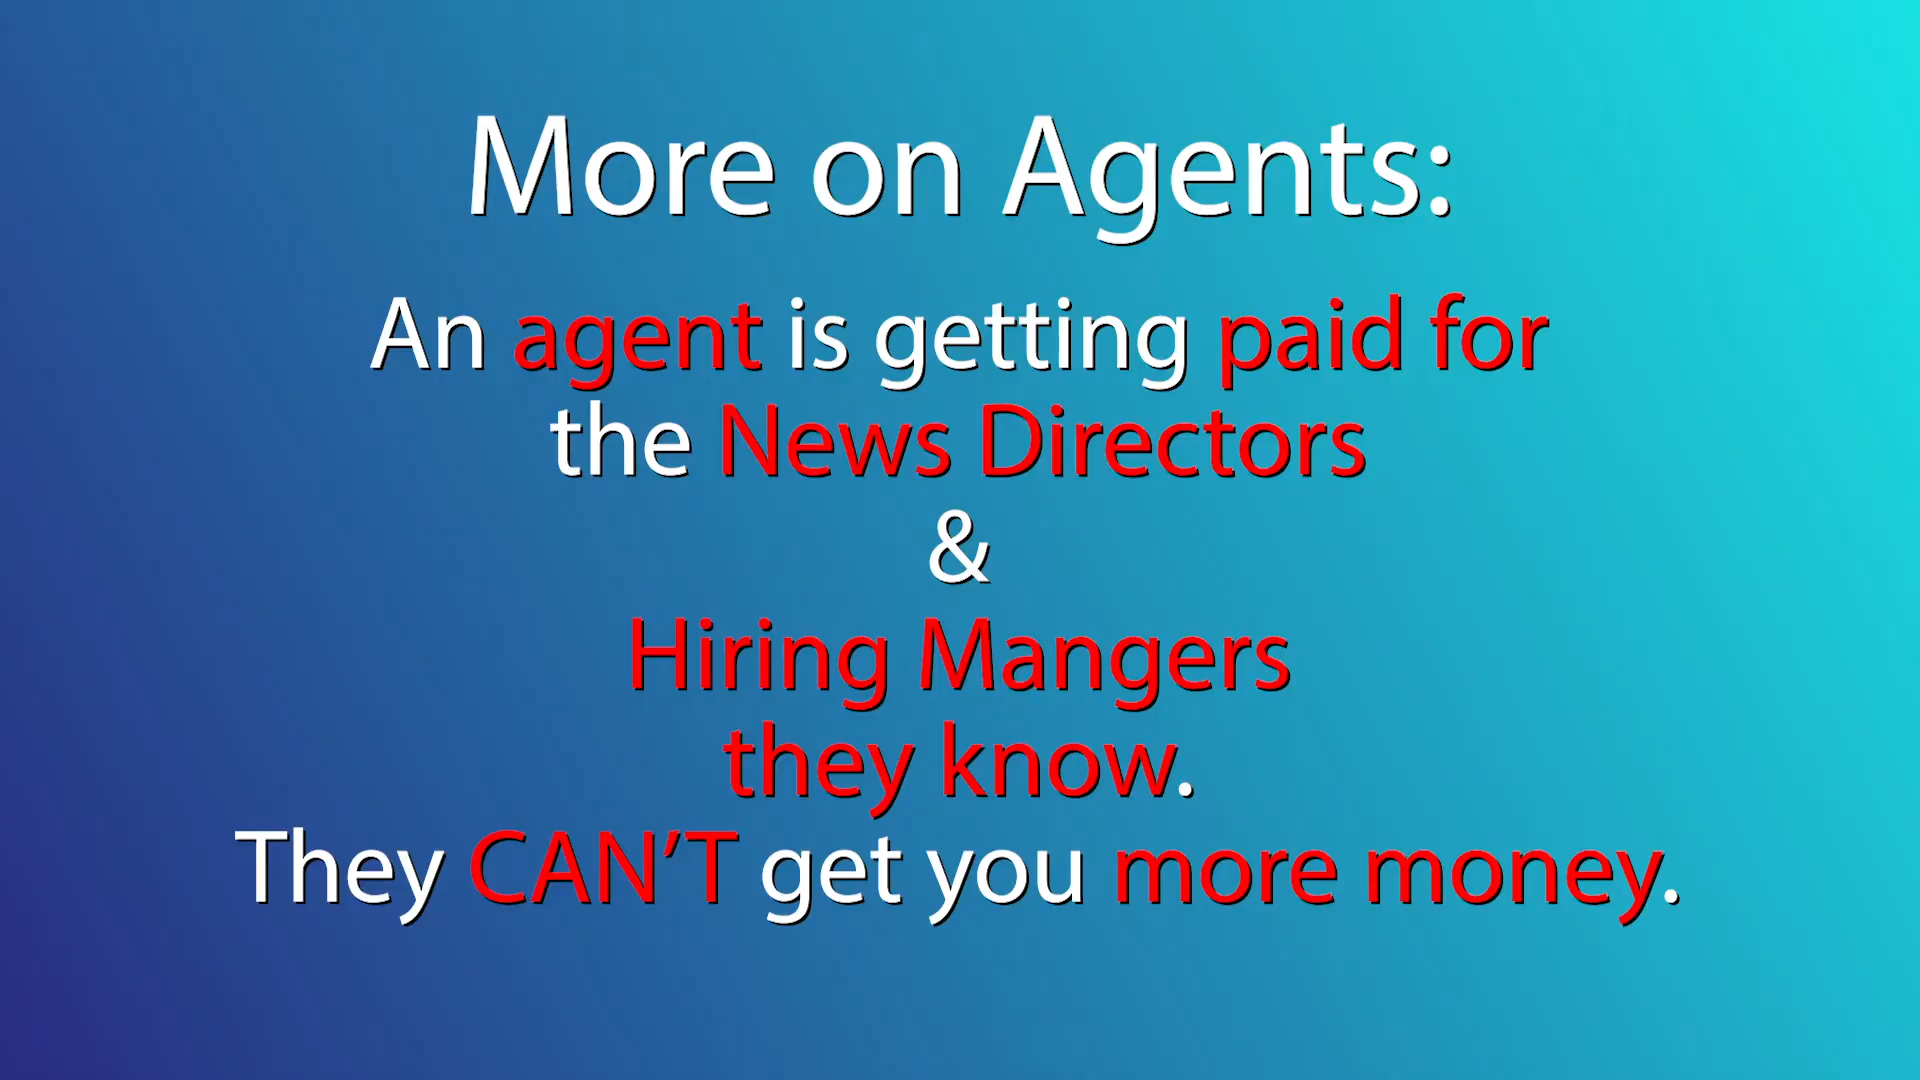 More on Agents:
An agent is getting paid for
the News Directors
&
Hiring Mangers
they know.
They CAN’T get you more money.